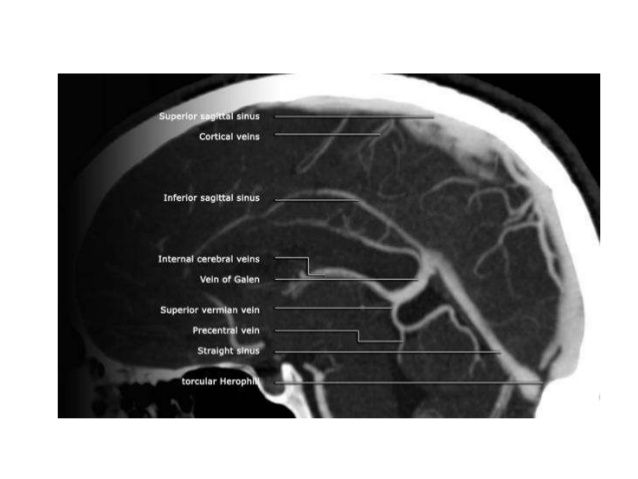 Superior sagittal sinus
Cortical veins
Inferior sagittal sinus
Internal cerebral veins
Vein of Galen
Superior vermian vein
Precentral vein
Straight sinus
torcular Herophili